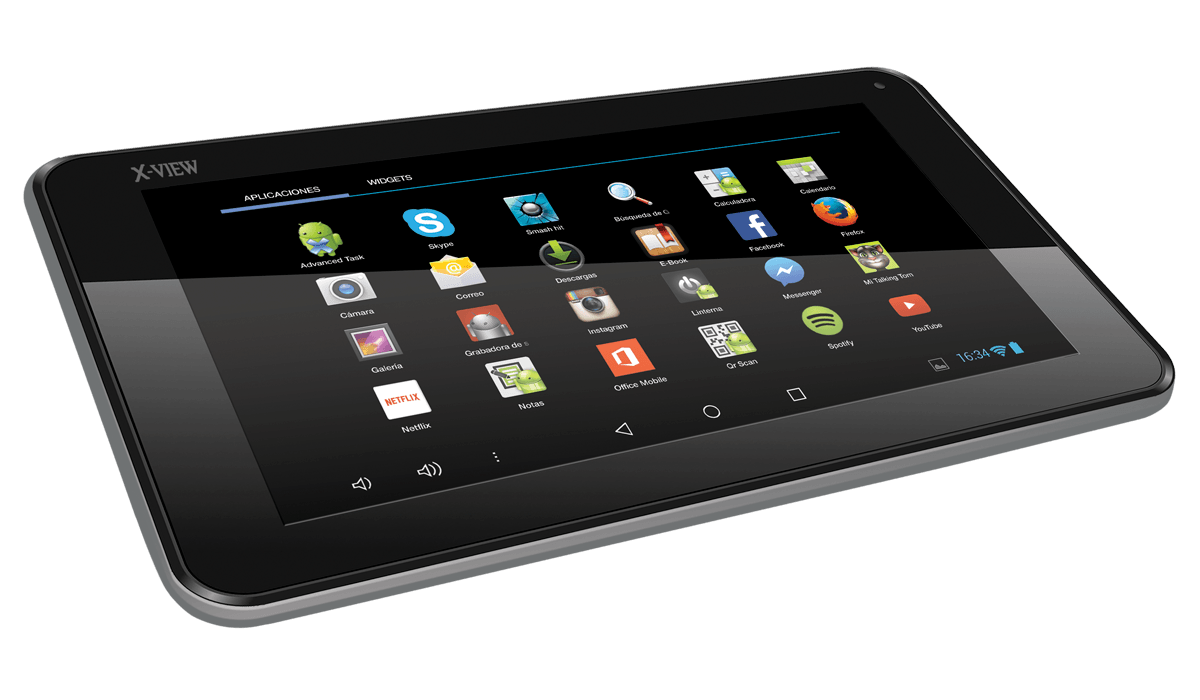 X-VIEW
APLICACIONES WIDGETS
Advanced Task
Skype
Smash hit
Búsqueda de G
Calculadora
Calendario
Cámara
Correo
Descargas
E-Book
Facebook
Firefox
Galería
Grabadora de s
Instagram
Linterna
Messenger
Mi Talking Tom
NETFLIX
Netflix
Notas
Office Mobile
Qr Scan
Spotify
YouTube
16:34